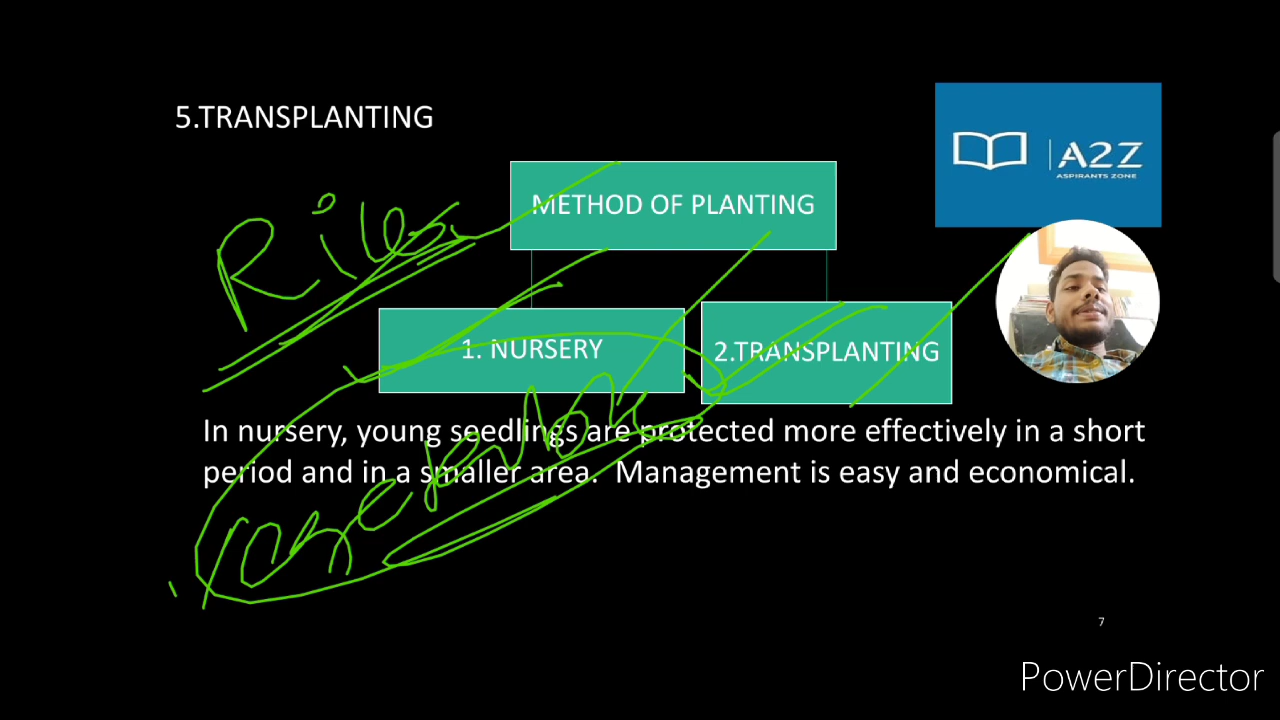 5.TRANSPLANTING
A2Z
ASPIRANTS ZONE
METHOD OF PLANTING
1. NURSERY
2.TRANSPLANTING
In nursery, young seedlings are protected more effectively in a short
period and in a smaller area. Management is easy and economical.
7
PowerDirector